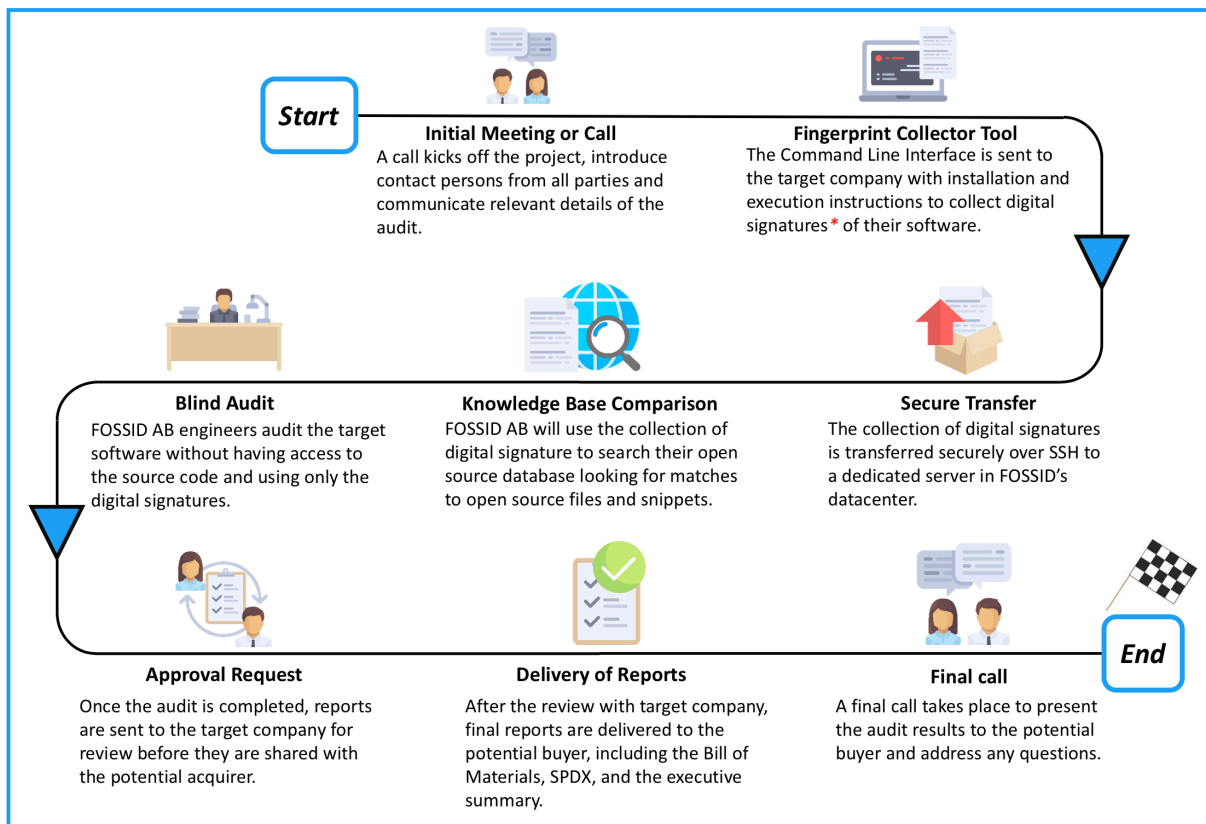 Start
Initial Meeting or Call
A call kicks off the project, introduce
contact persons from all parties and
communicate relevant details of the
audit.
Fingerprint Collector Tool
The Command Line Interface is sent to
the target company with installation and
execution instructions to collect digital
signatures* of their software.
Secure Transfer
The collection of digital signatures
is transferred securely over SSH to
a dedicated server in FOSSID’s
datacenter.
Knowledge Base Comparison
FOSSID AB will use the collection of
digital signature to search their open
source database looking for matches
to open source files and snippets.
Blind Audit
FOSSID AB engineers audit the target
software without having access to
the source code and using only the
digital signatures.
Approval Request
Once the audit is completed, reports
are sent to the target company for
review before they are shared with
the potential acquirer.
Delivery of Reports
After the review with target company,
final reports are delivered to the
potential buyer, including the Bill of
Materials, SPDX, and the executive
summary.
Final call
A final call takes place to present
the audit results to the potential
buyer and address any questions.
End